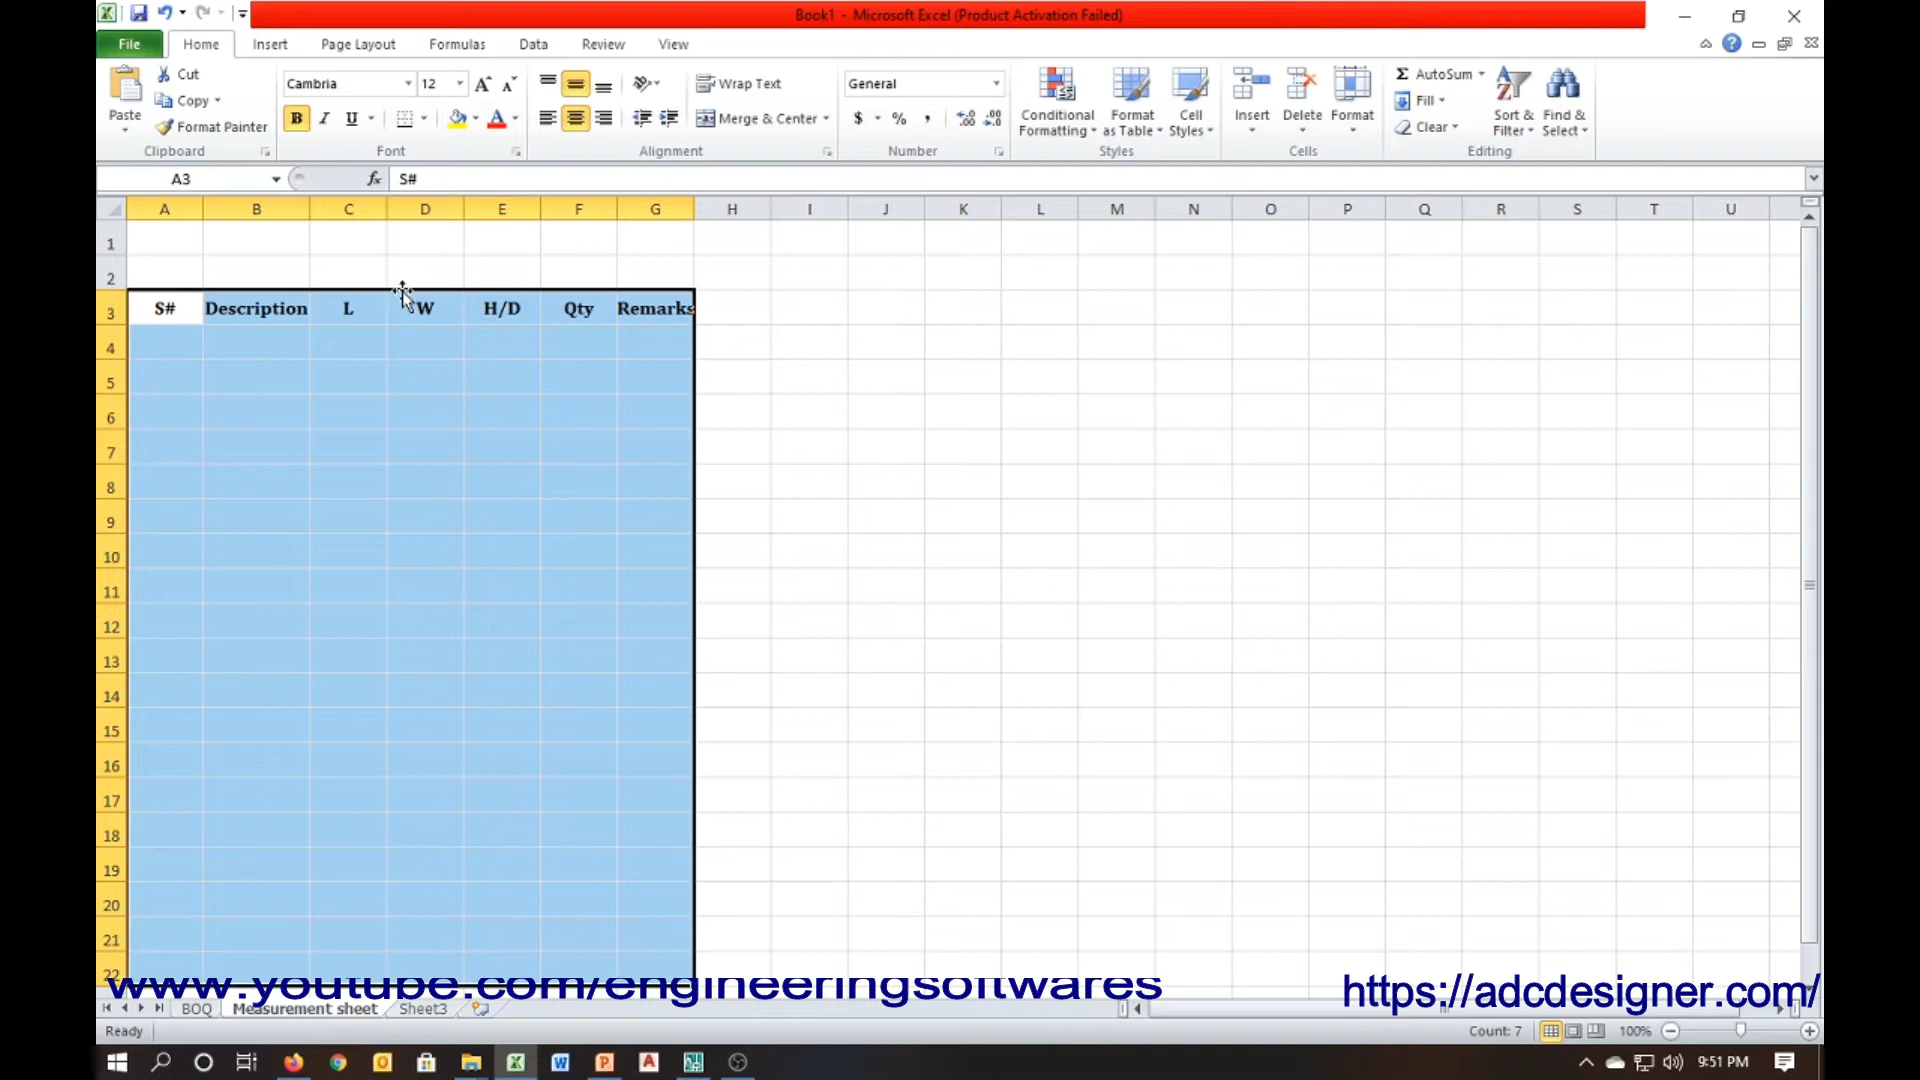 Book1 - Microsoft Excel (Product Activation Failed)
File Home Insert Page Layout Formulas Data Review View
Paste
Cut
Copy
Format Painter
Clipboard
Cambria 12
B I U A
Font
Wrap Text
Merge & Center
Alignment
General
$ % ,
Number
Conditional Formatting
Format as Table
Cell Styles
Styles
Insert Delete Format
Cells
Σ AutoSum
Fill
Clear
Sort & Filter
Find & Select
Editing
A3 fx S#
A B C D E F G H I J K L M N O P Q R S T U
1
2
3 S# Description L W H/D Qty Remarks
4
5
6
7
8
9
10
11
12
13
14
15
16
17
18
19
20
21
22
www.youtube.com/engineeringsoftwares https://adcdesigner.com/
BOQ Measurement sheet Sheet3
Ready Count: 7 100%
9:51 PM